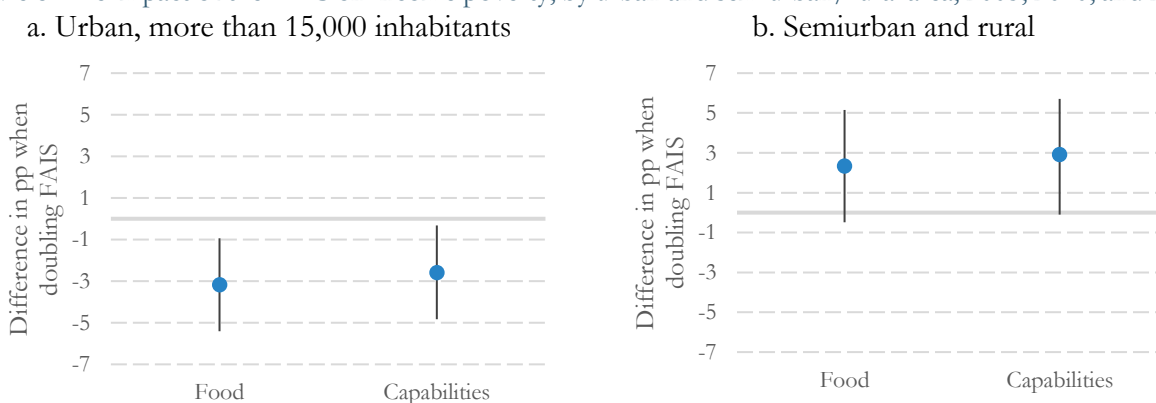 a. Urban, more than 15,000 inhabitants
Difference in pp when
doubling FAIS
7
5
3
1
-1
-3
-5
-7
Food Capabilities
b. Semiurban and rural
Difference in pp when
doubling FAIS
7
5
3
1
-1
-3
-5
-7
Food Capabilities